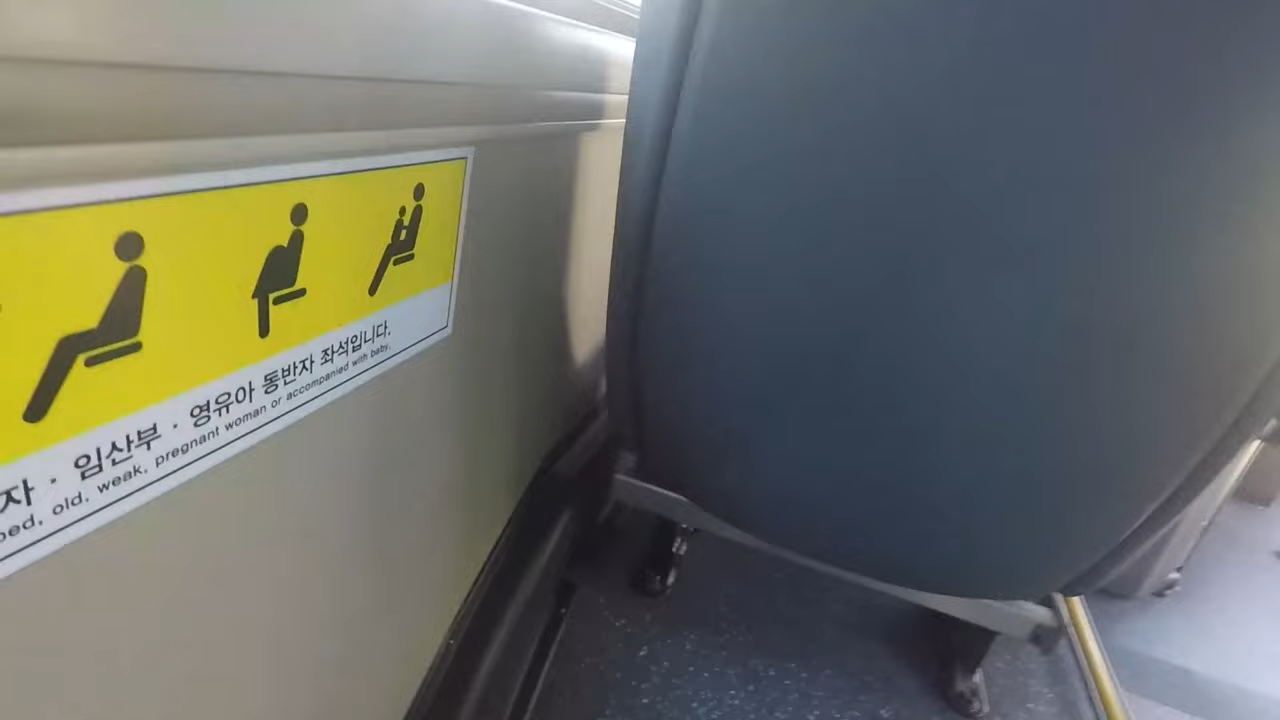 자 · 임산부 · 영유아 동반자 좌석입니다.
ped, old, weak, pregnant woman or accompanied with baby.